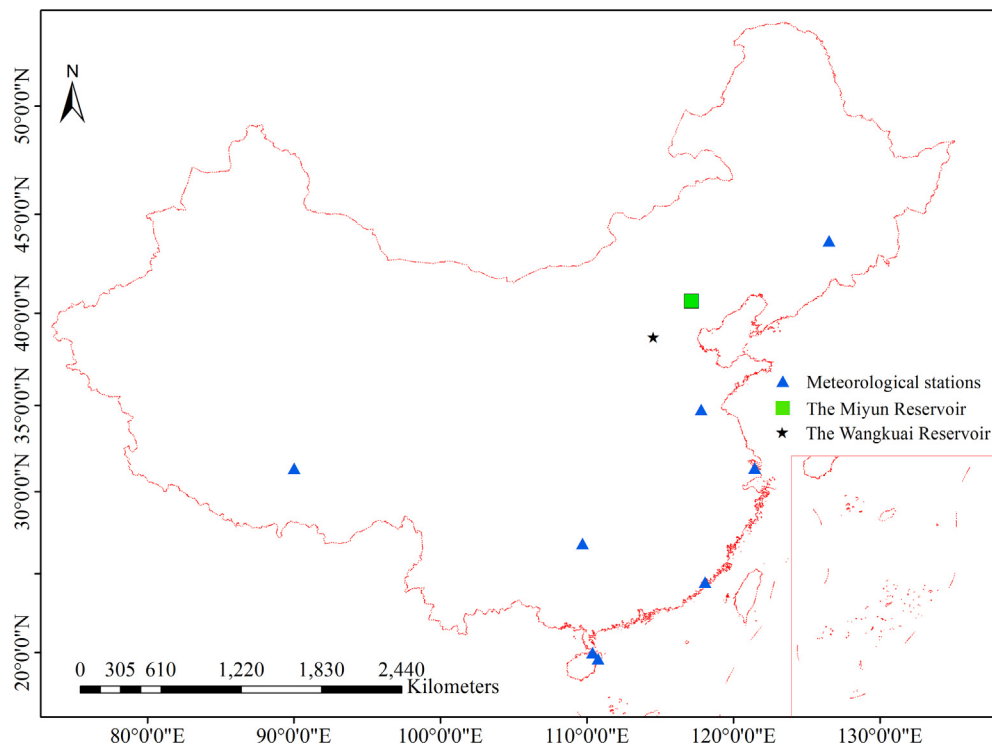 N
50°0'0"N
45°0'0"N
40°0'0"N
35°0'0"N
30°0'0"N
20°0'0"N
Meteorological stations
The Miyun Reservoir
The Wangkuai Reservoir
0 305 610 1,220 1,830 2,440
Kilometers
80°0'0"E 90°0'0"E 100°0'0"E 110°0'0"E 120°0'0"E 130°0'0"E